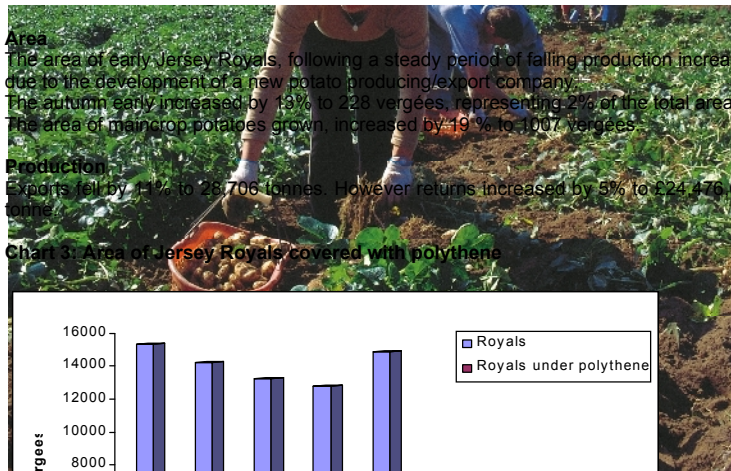 Area
The area of early Jersey Royals, following a steady period of falling production increa
due to the development of a new potato producing/export company.
The autumn early increased by 13% to 228 vergées, representing 2% of the total area
The area of maincrop potatoes grown, increased by 19 % to 1007 vergées.
Production
Exports fell by 11% to 28,706 tonnes. However returns increased by 5% to £24,476,
tonne.
Chart 3: Area of Jersey Royals covered with polythene
16000
14000
12000
10000
8000
rgees
Royals
Royals under polythene